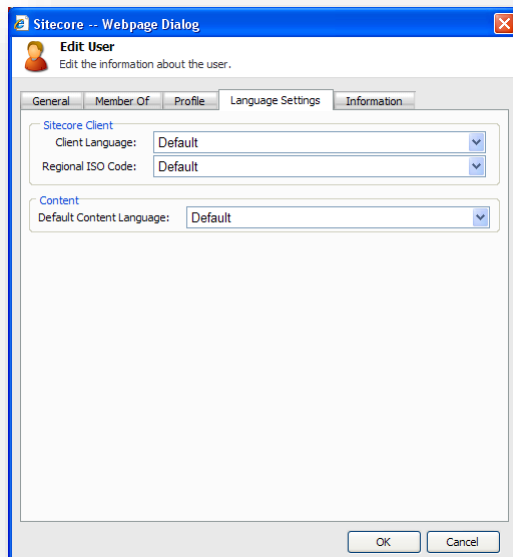 Sitecore -- Webpage Dialog
Edit User
Edit the information about the user.
General Member Of Profile Language Settings Information
Sitecore Client
Client Language: Default
Regional ISO Code: Default
Content
Default Content Language: Default
OK Cancel